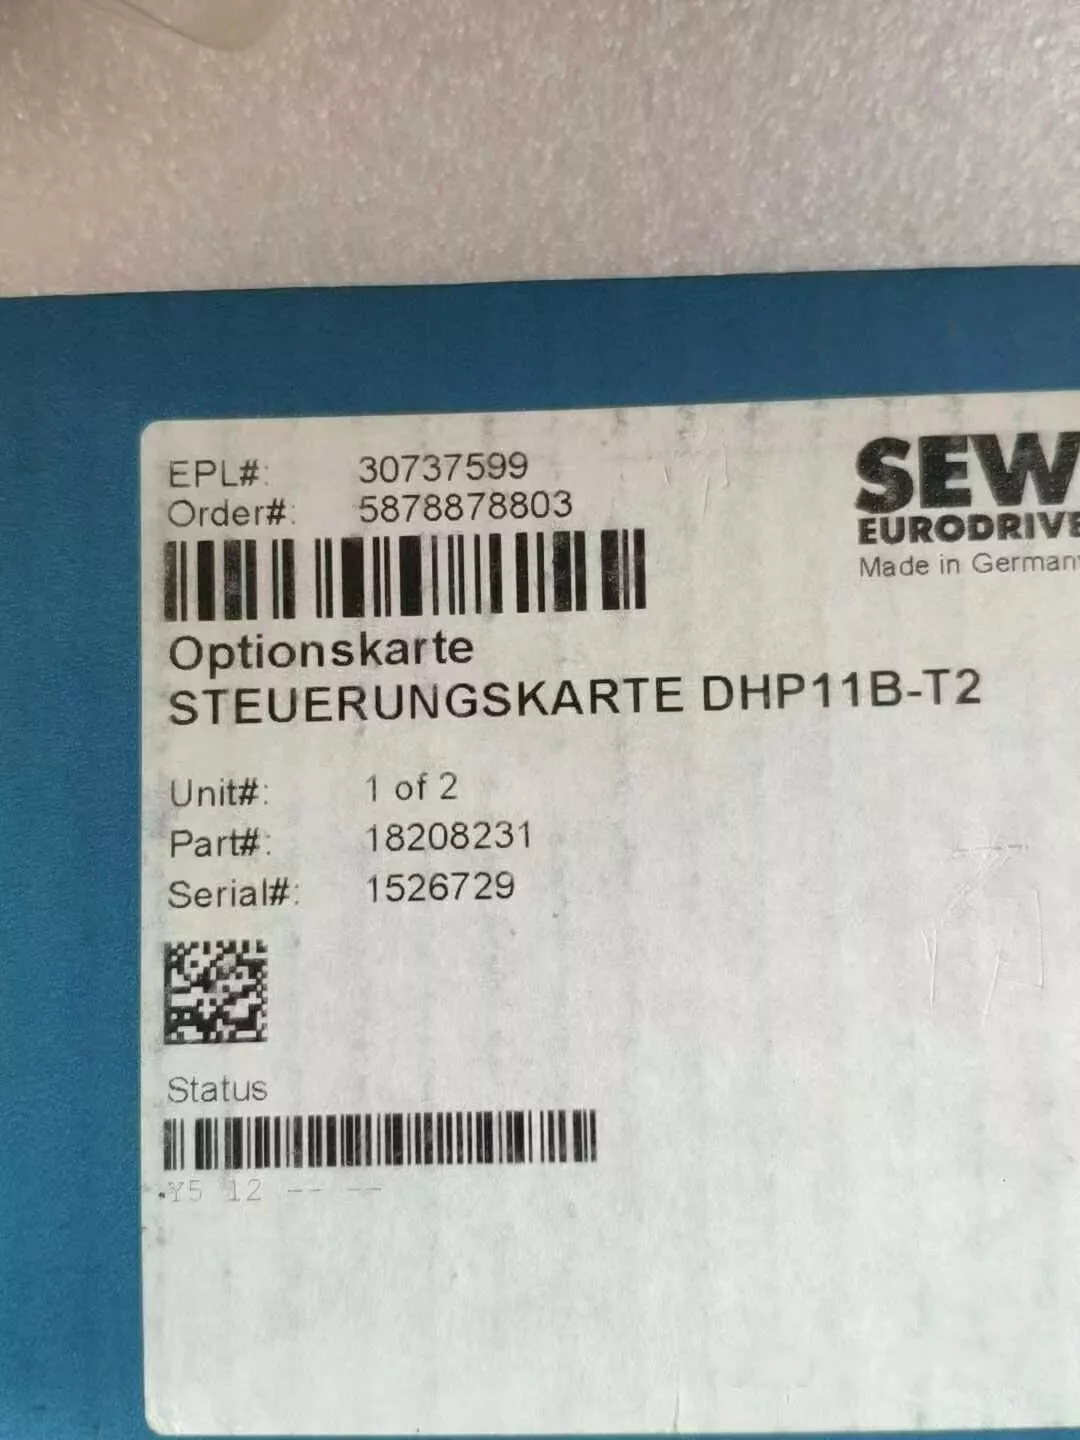 EPL#: 30737599
Order#: 5878878803
SEW
EURODRIVE
Made in German
Optionskarte
STEUERUNGSKARTE DHP11B-T2
Unit#: 1 of 2
Part#: 18208231
Serial#: 1526729
Status
Y5 12 -- --